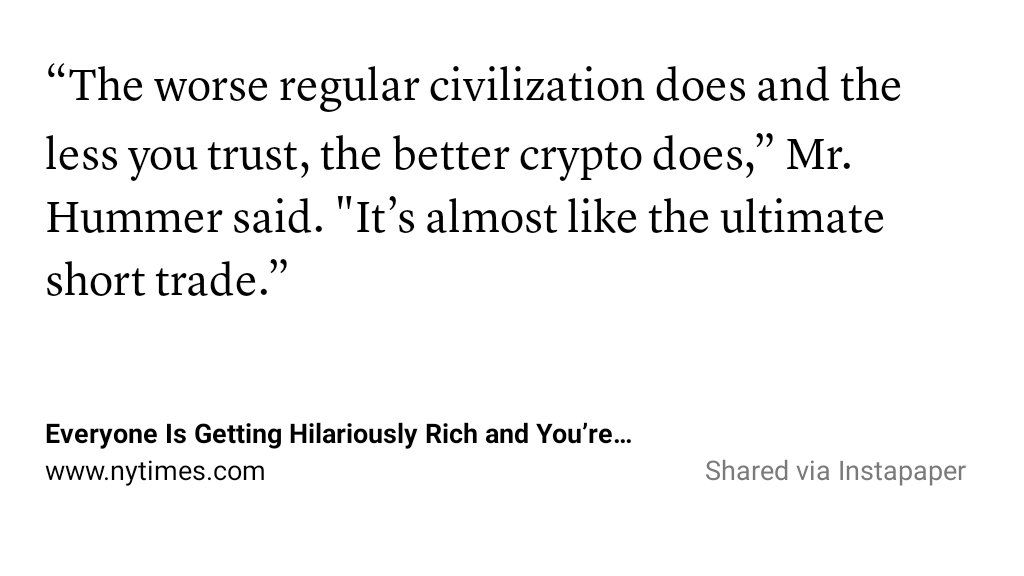 “The worse regular civilization does and the
less you trust, the better crypto does,” Mr.
Hummer said. "It’s almost like the ultimate
short trade.”
Everyone Is Getting Hilariously Rich and You’re…
www.nytimes.com
Shared via Instapaper